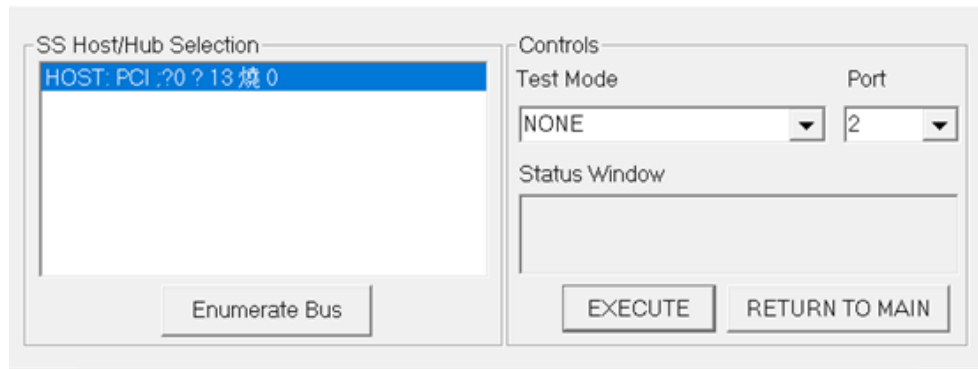 SS Host/Hub Selection
HOST: PCI ;?0 ? 13 燒 0
Enumerate Bus
Controls
Test Mode
Port
NONE
2
Status Window
EXECUTE
RETURN TO MAIN